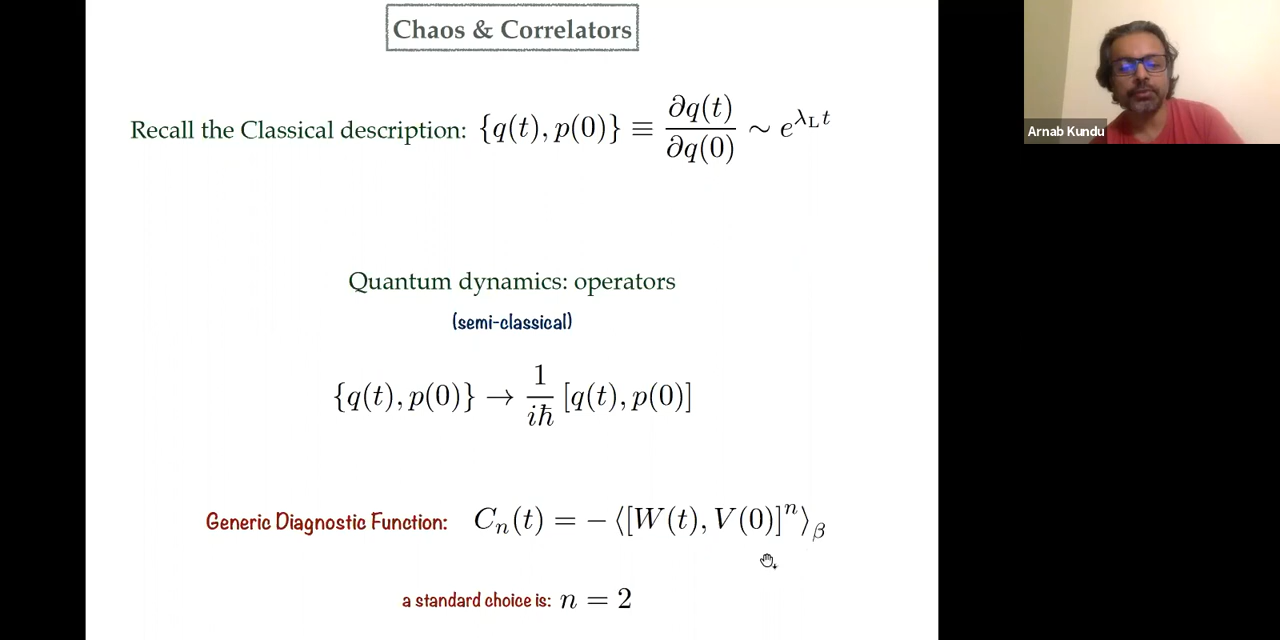 Chaos & Correlators
Recall the Classical description: {q(t), p(0)} ≡ ∂q(t)/∂q(0) ∼ e^{λ_L t}
Arnab Kundu
Quantum dynamics: operators
(semi-classical)
{q(t), p(0)} → 1/iħ [q(t), p(0)]
Generic Diagnostic Function: C_n(t) = − ⟨[W(t), V(0)]^n⟩_β
a standard choice is: n = 2